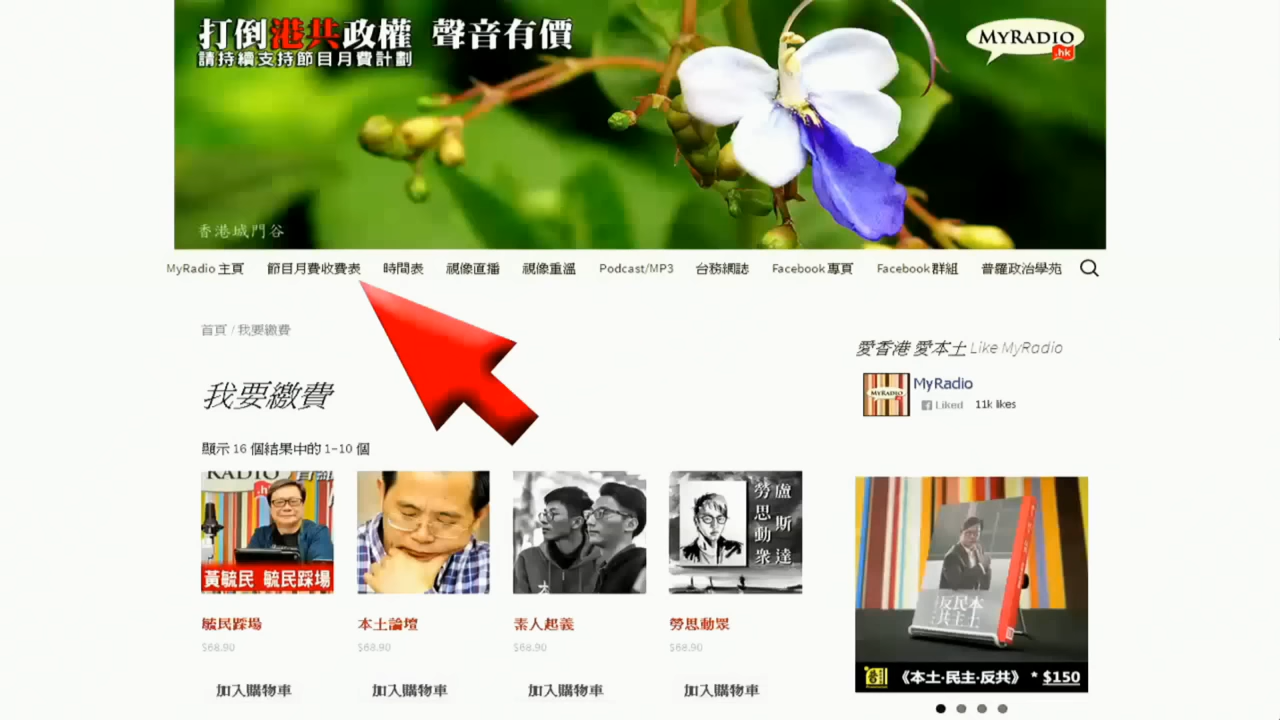 打倒港共政權 聲音有價
請持續支持節目月費計劃
MYRADIO
.hk
香港城門谷
MyRadio 主頁 節目月費收費表 時間表 視像直播 視像重溫 Podcast/MP3 台務網誌 Facebook 專頁 Facebook 群組 普羅政治學苑
首頁 / 我要繳費
我要繳費
顯示 16 個結果中的 1–10 個
RADIO
黃毓民 毓民踩場
毓民踩場
$68.90
加入購物車
本土論壇
$68.90
加入購物車
素人起義
$68.90
加入購物車
盧斯達
勞思動眾
勞思動眾
$68.90
加入購物車
愛香港 愛本土 Like MyRadio
MYRADIO
MyRadio
Liked 11k likes
本土
民主
反共
《本土·民主·反共》 * $150